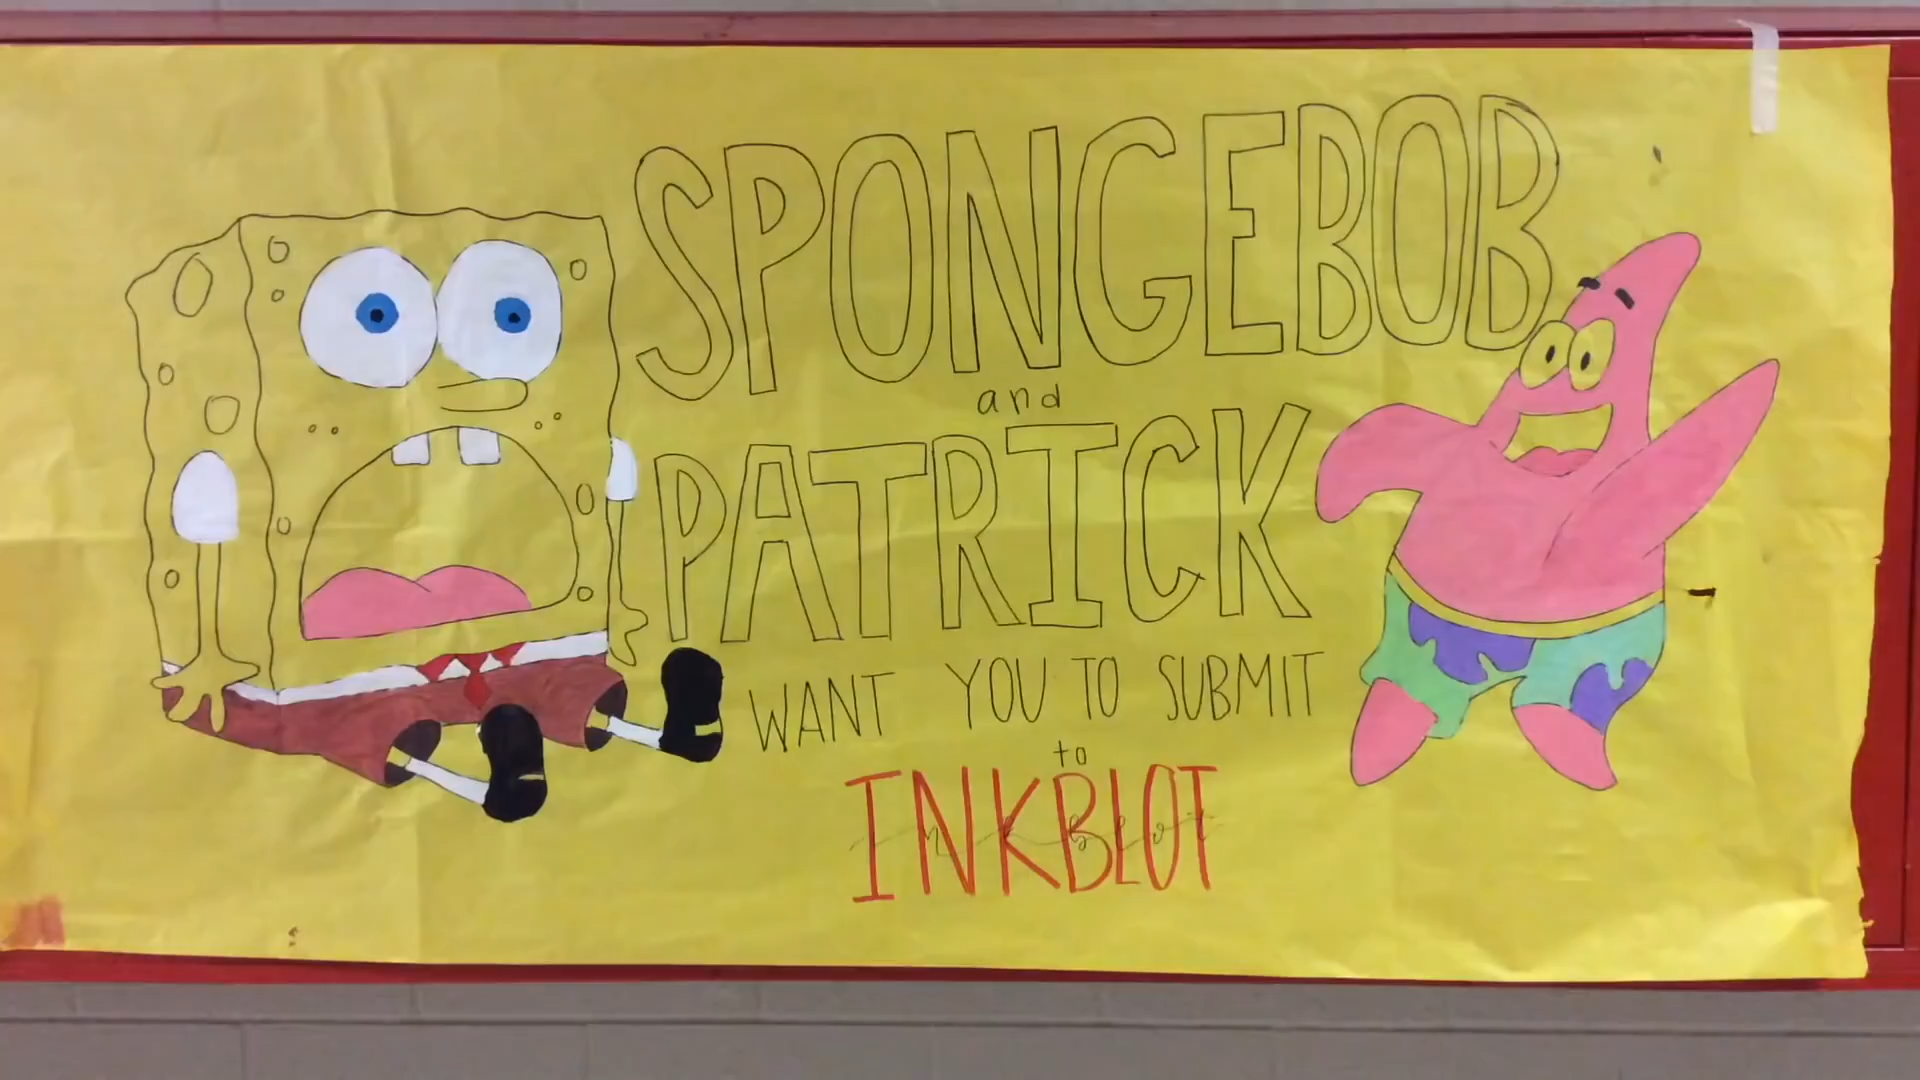 SPONGEBOB
and
PATRICK
WANT YOU TO SUBMIT
to
INKBLOT